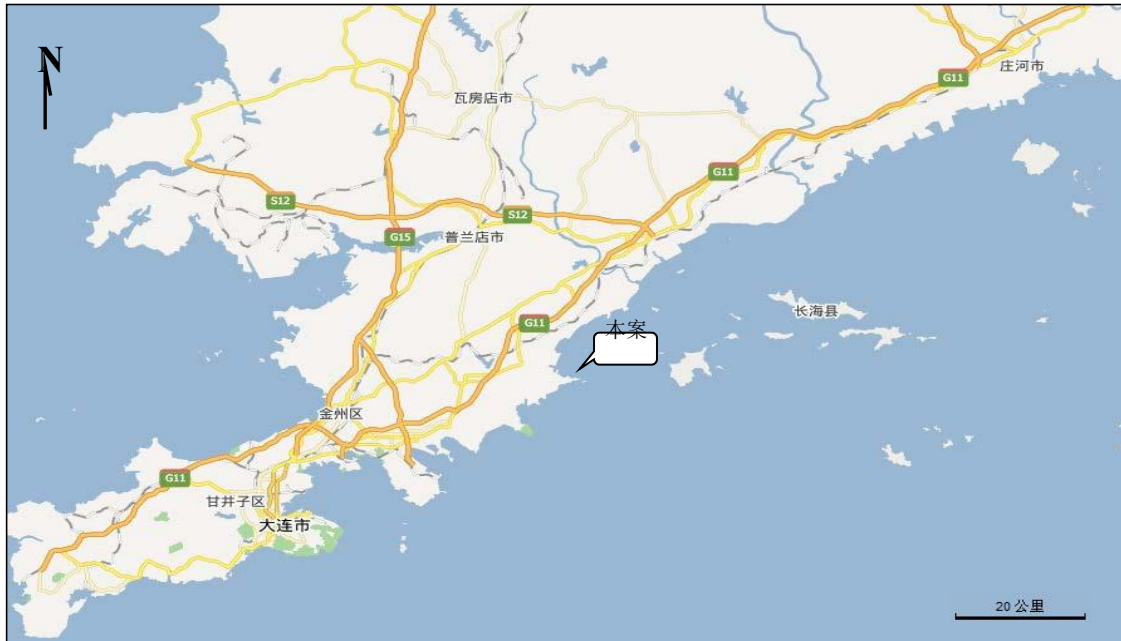 N
庄河市
G11
瓦房店市
G11
S12
S12
G15
普兰店市
长海县
G11
本案
金州区
G11
甘井子区
大连市
20 公里